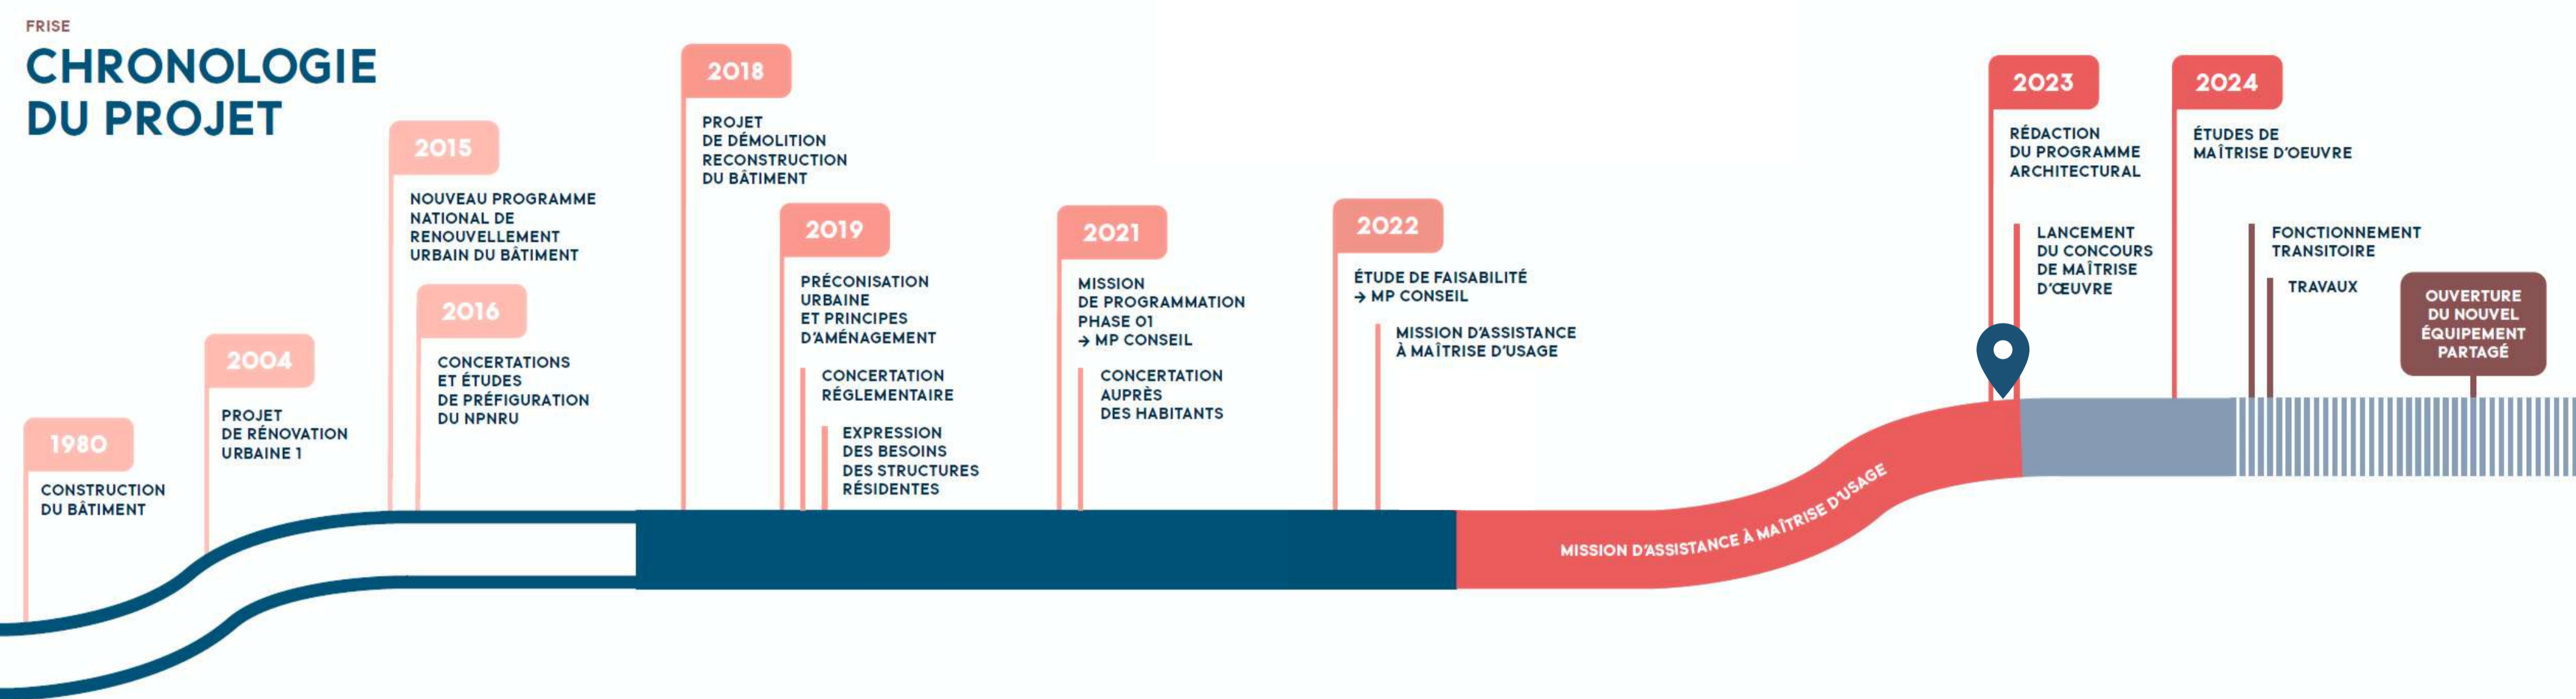 FRISE
CHRONOLOGIE
DU PROJET
1980
CONSTRUCTION
DU BÂTIMENT
2004
PROJET
DE RÉNOVATION
URBAINE 1
2015
NOUVEAU PROGRAMME
NATIONAL DE
RENOUVELLEMENT
URBAIN DU BÂTIMENT
2016
CONCERTATIONS
ET ÉTUDES
DE PRÉFIGURATION
DU NPNRU
2018
PROJET
DE DÉMOLITION
RECONSTRUCTION
DU BÂTIMENT
2019
PRÉCONISATION
URBAINE
ET PRINCIPES
D'AMÉNAGEMENT
CONCERTATION
RÉGLEMENTAIRE
EXPRESSION
DES BESOINS
DES STRUCTURES
RÉSIDENTES
2021
MISSION
DE PROGRAMMATION
PHASE 01
→ MP CONSEIL
CONCERTATION
AUPRÈS
DES HABITANTS
2022
ÉTUDE DE FAISABILITÉ
→ MP CONSEIL
MISSION D'ASSISTANCE
À MAÎTRISE D'USAGE
MISSION D'ASSISTANCE À MAÎTRISE D'USAGE
2023
RÉDACTION
DU PROGRAMME
ARCHITECTURAL
LANCEMENT
DU CONCOURS
DE MAÎTRISE
D'ŒUVRE
2024
ÉTUDES DE
MAÎTRISE D'OEUVRE
FONCTIONNEMENT
TRANSITOIRE
TRAVAUX
OUVERTURE
DU NOUVEL
ÉQUIPEMENT
PARTAGÉ